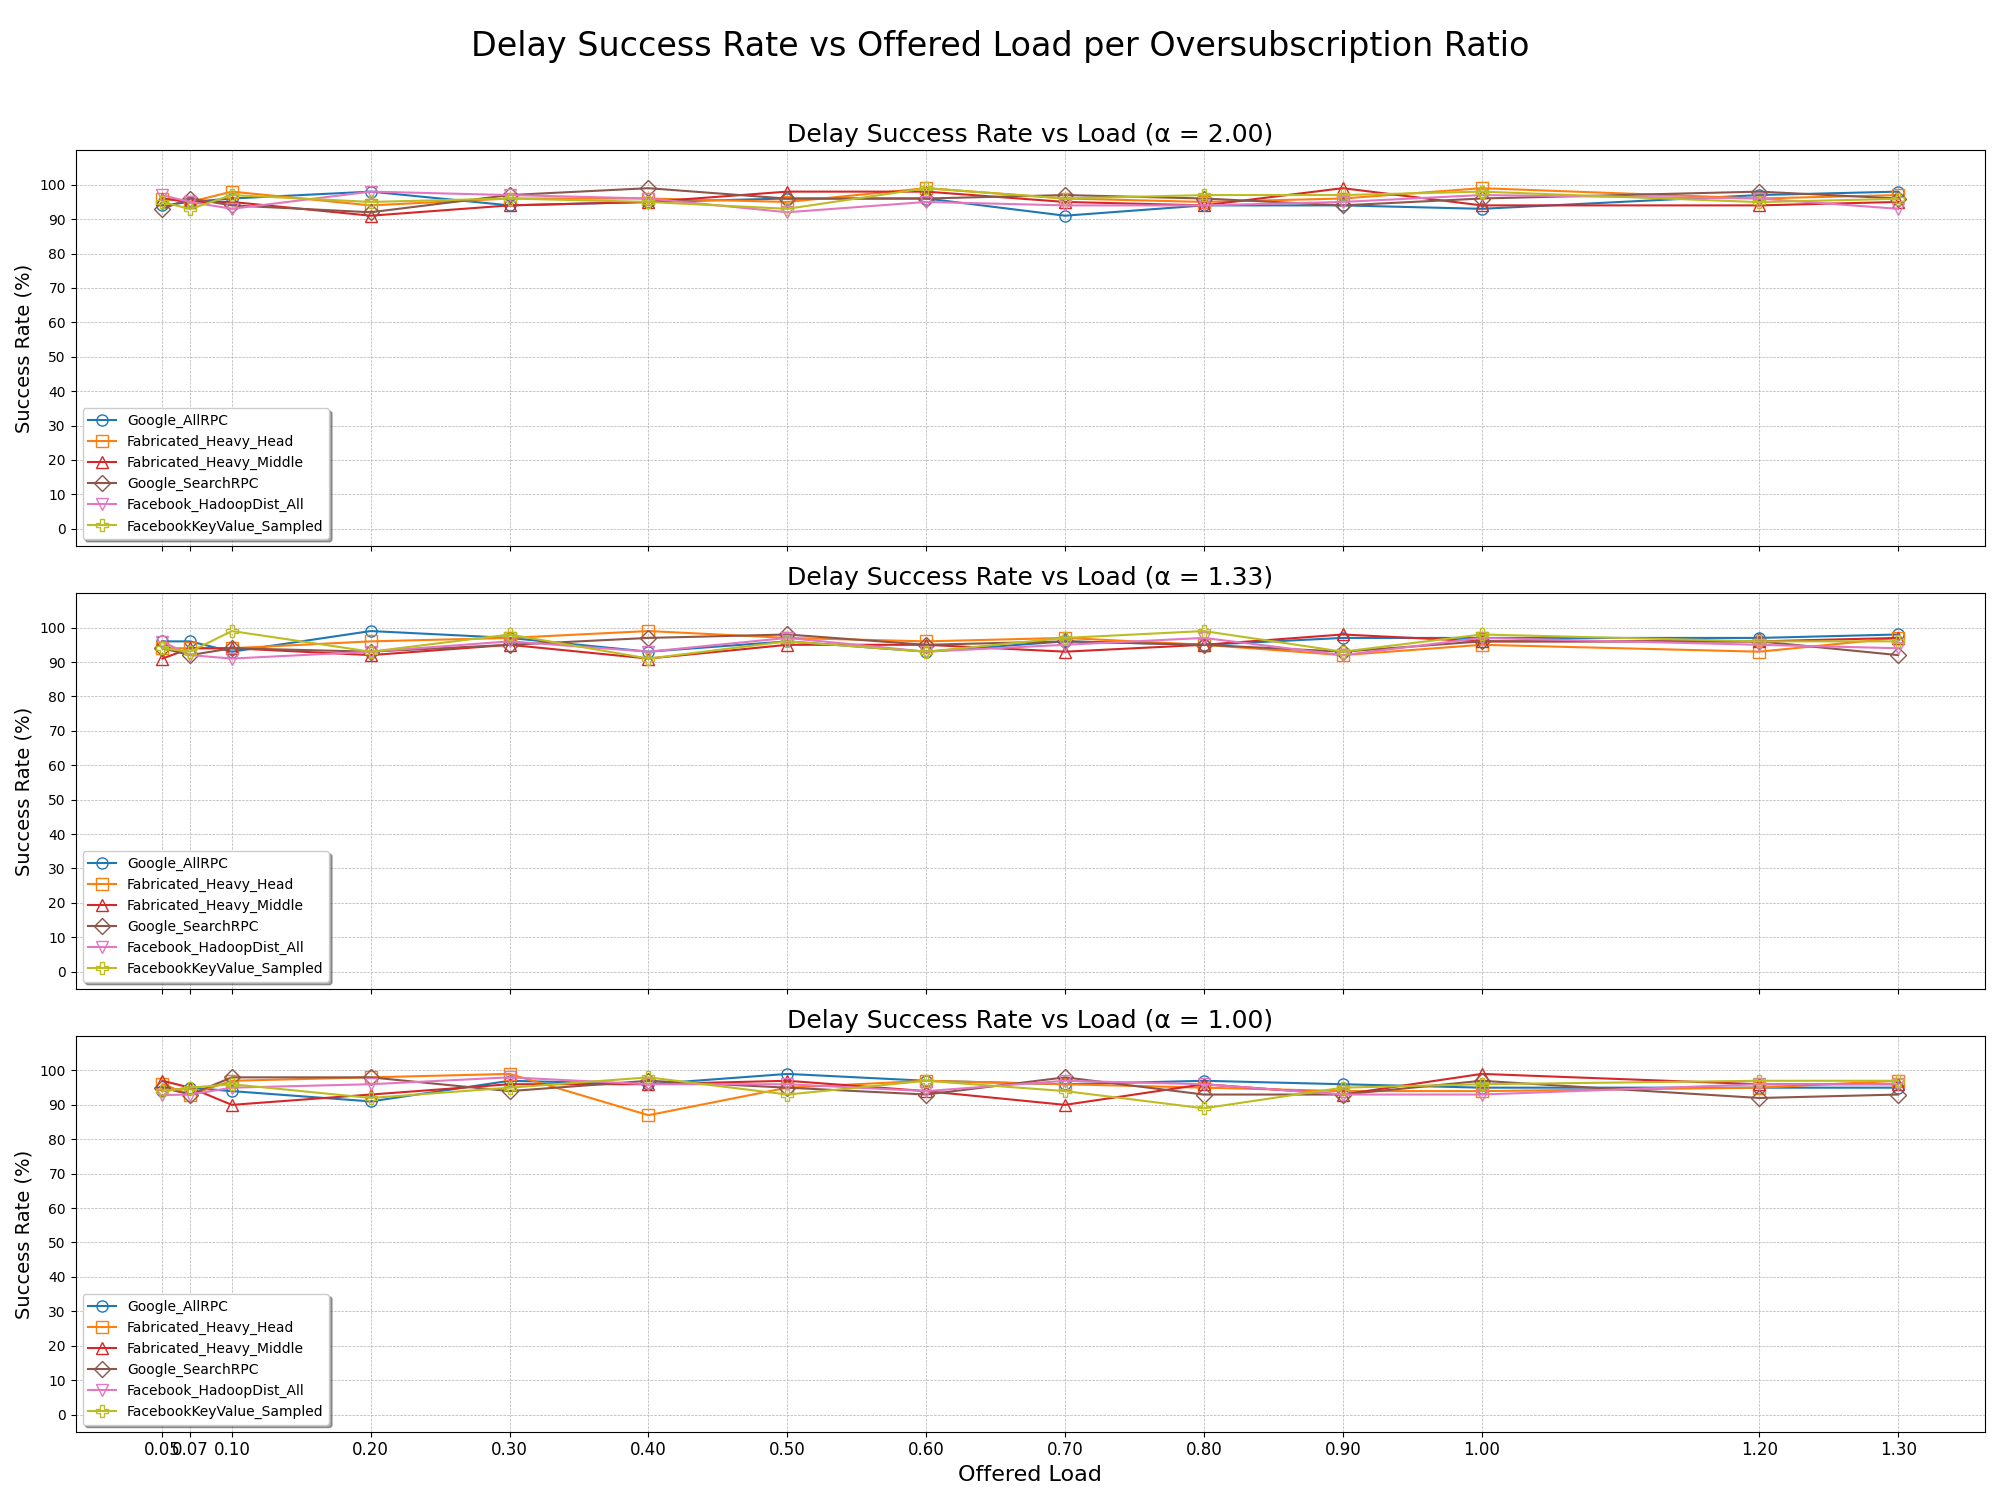 Delay Success Rate vs Offered Load per Oversubscription Ratio
Delay Success Rate vs Load (α = 2.00)
Success Rate (%)
100
90
80
70
60
50
40
30
20
10
0
Google_AllRPC
Fabricated_Heavy_Head
Fabricated_Heavy_Middle
Google_SearchRPC
Facebook_HadoopDist_All
FacebookKeyValue_Sampled
Delay Success Rate vs Load (α = 1.33)
Success Rate (%)
100
90
80
70
60
50
40
30
20
10
0
Google_AllRPC
Fabricated_Heavy_Head
Fabricated_Heavy_Middle
Google_SearchRPC
Facebook_HadoopDist_All
FacebookKeyValue_Sampled
Delay Success Rate vs Load (α = 1.00)
Success Rate (%)
100
90
80
70
60
50
40
30
20
10
0
Google_AllRPC
Fabricated_Heavy_Head
Fabricated_Heavy_Middle
Google_SearchRPC
Facebook_HadoopDist_All
FacebookKeyValue_Sampled
0.05 0.07 0.10 0.20 0.30 0.40 0.50 0.60 0.70 0.80 0.90 1.00 1.20 1.30
Offered Load